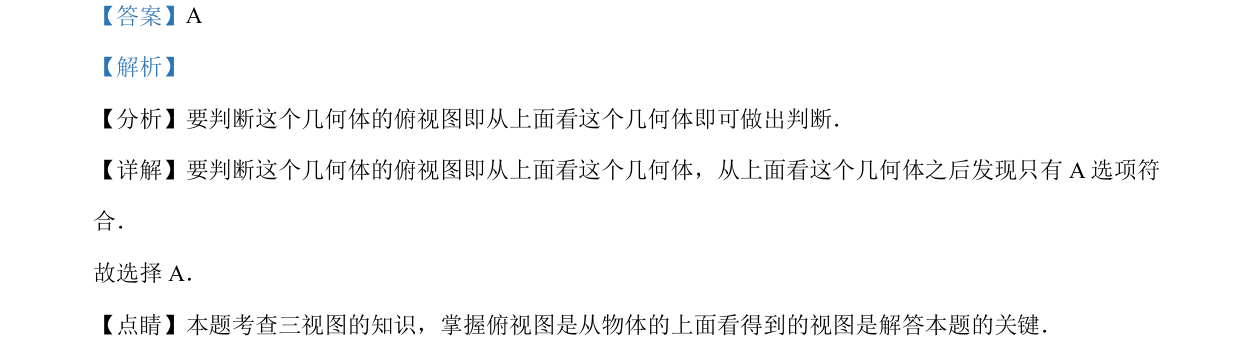 【答案】A
【解析】
【分析】要判断这个几何体的俯视图即从上面看这个几何体即可做出判断．
【详解】要判断这个几何体的俯视图即从上面看这个几何体，从上面看这个几何体之后发现只有 A 选项符
合．
故选择 A．
【点睛】本题考查三视图的知识，掌握俯视图是从物体的上面看得到的视图是解答本题的关键．